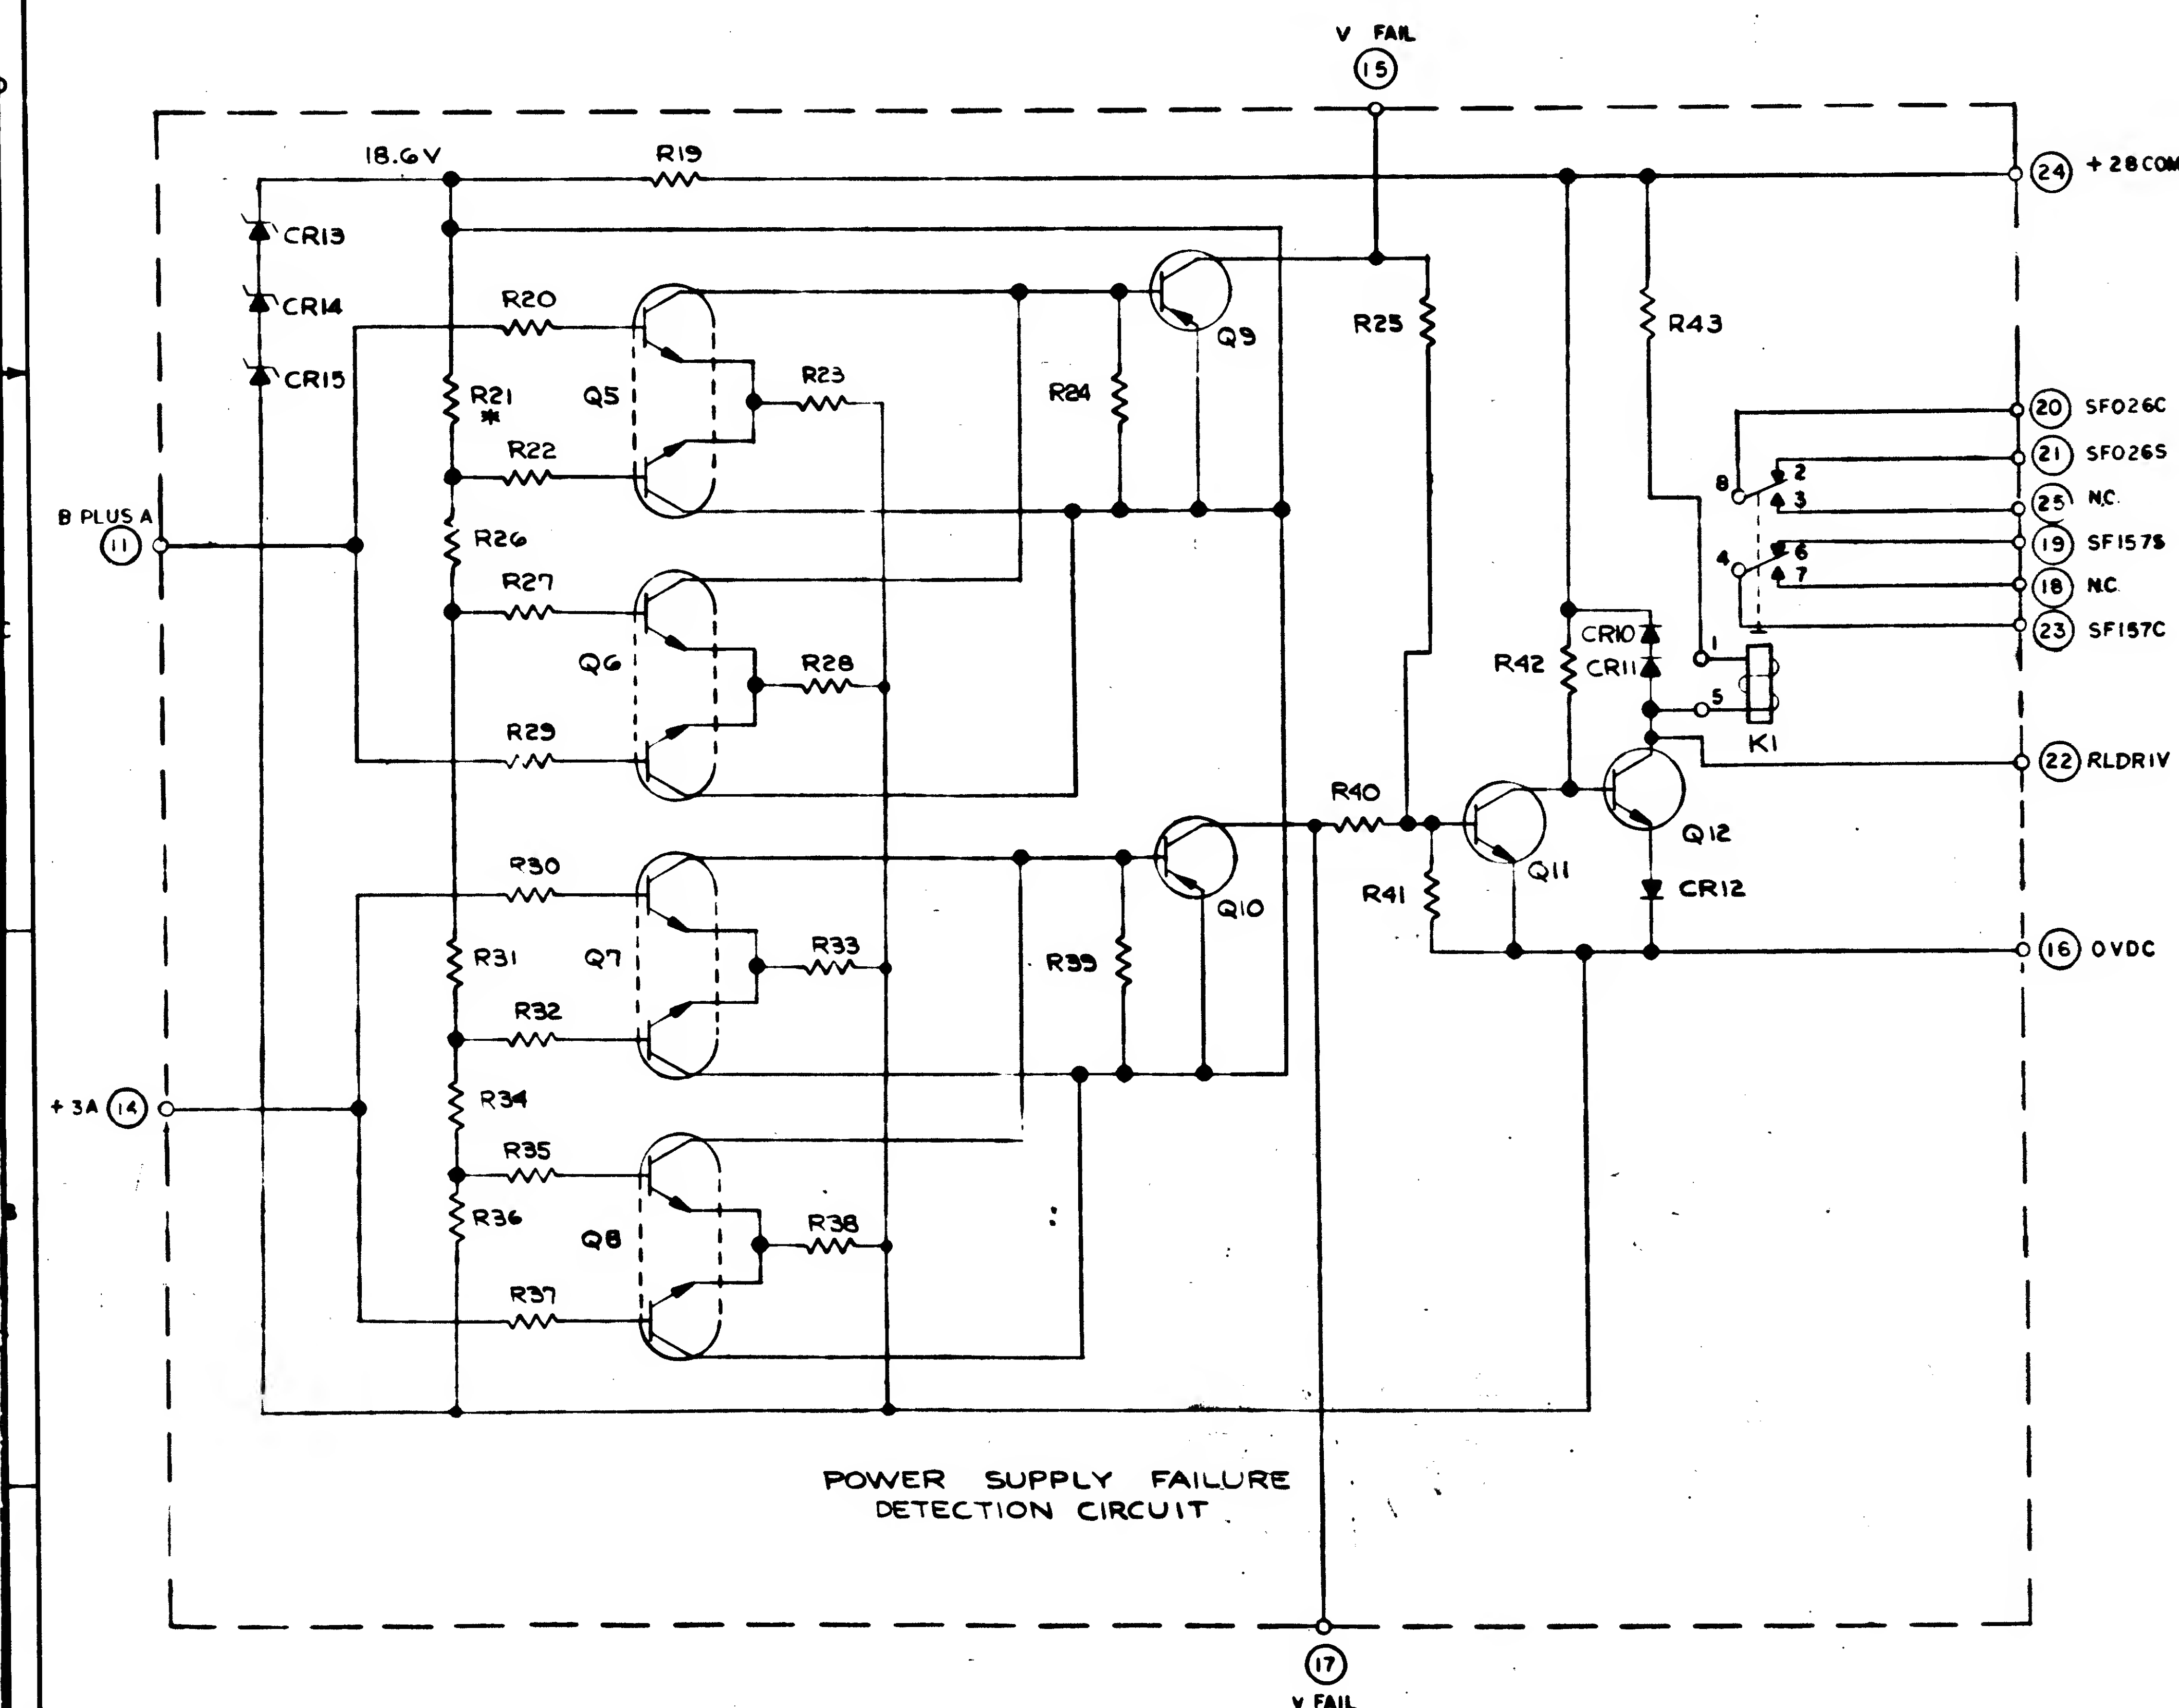 V FAIL
15
18.6V
R19
24 +28COM
CR13
CR14
CR15
R20
Q9
R25
R43
R21
*
Q5
R23
R24
R22
20 SF026C
21 SF026S
8
2
3
25 N.C.
B PLUS A
11
R26
R27
19 SF157S
4
6
7
18 N.C.
23 SF157C
Q6
R28
CR10
CR11
R42
1
5
K1
R29
22 RLDRIV
R40
Q12
Q11
R30
Q10
R41
CR12
R31
Q7
R33
R39
16 0VDC
R32
+3A 14
R34
R35
R36
Q8
R38
R37
POWER SUPPLY FAILURE
DETECTION CIRCUIT
17
V FAIL